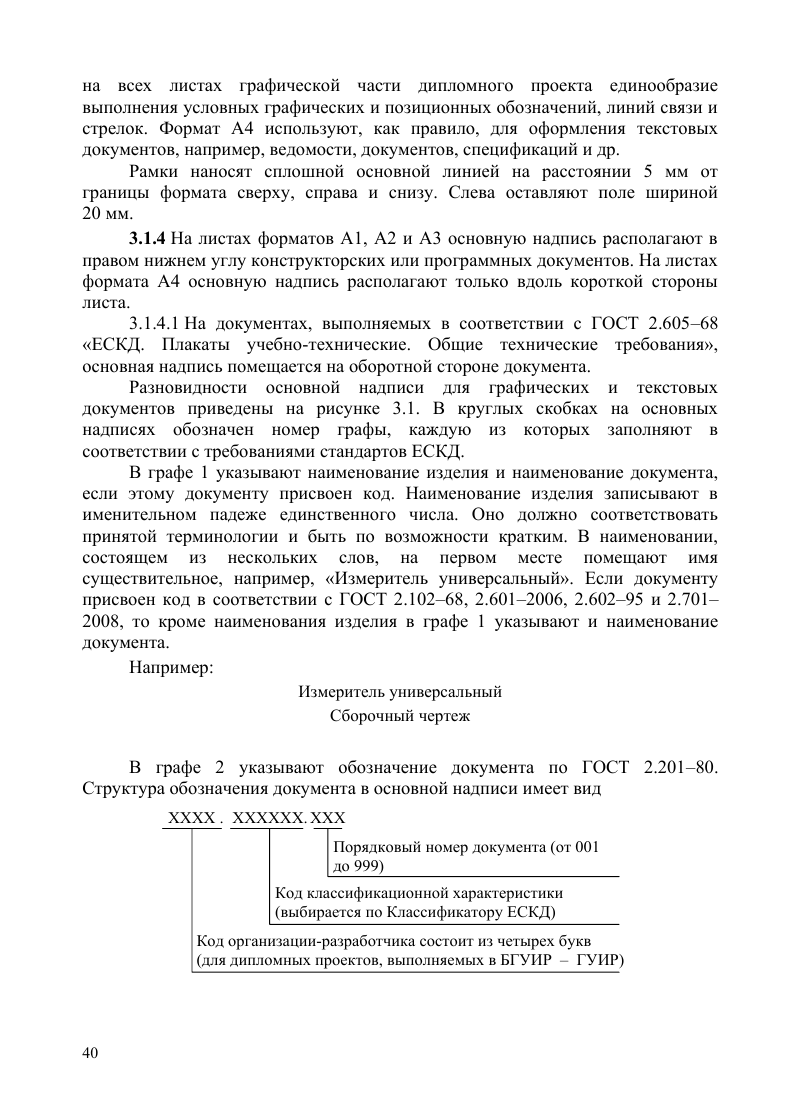 на всех листах графической части дипломного проекта единообразие
выполнения условных графических и позиционных обозначений, линий связи и
стрелок. Формат А4 используют, как правило, для оформления текстовых
документов, например, ведомости, документов, спецификаций и др.
Рамки наносят сплошной основной линией на расстоянии 5 мм от
границы формата сверху, справа и снизу. Слева оставляют поле шириной
20 мм.
3.1.4 На листах форматов А1, А2 и А3 основную надпись располагают в
правом нижнем углу конструкторских или программных документов. На листах
формата А4 основную надпись располагают только вдоль короткой стороны
листа.
3.1.4.1 На документах, выполняемых в соответствии с ГОСТ 2.605–68
«ЕСКД. Плакаты учебно-технические. Общие технические требования»,
основная надпись помещается на оборотной стороне документа.
Разновидности основной надписи для графических и текстовых
документов приведены на рисунке 3.1. В круглых скобках на основных
надписях обозначен номер графы, каждую из которых заполняют в
соответствии с требованиями стандартов ЕСКД.
В графе 1 указывают наименование изделия и наименование документа,
если этому документу присвоен код. Наименование изделия записывают в
именительном падеже единственного числа. Оно должно соответствовать
принятой терминологии и быть по возможности кратким. В наименовании,
состоящем из нескольких слов, на первом месте помещают имя
существительное, например, «Измеритель универсальный». Если документу
присвоен код в соответствии с ГОСТ 2.102–68, 2.601–2006, 2.602–95 и 2.701–
2008, то кроме наименования изделия в графе 1 указывают и наименование
документа.
Например:
Измеритель универсальный
Сборочный чертеж
В графе 2 указывают обозначение документа по ГОСТ 2.201–80.
Структура обозначения документа в основной надписи имеет вид
ХХХХ . ХХХХХХ. ХХХ
Порядковый номер документа (от 001
до 999)
Код классификационной характеристики
(выбирается по Классификатору ЕСКД)
Код организации-разработчика состоит из четырех букв
(для дипломных проектов, выполняемых в БГУИР – ГУИР)
40